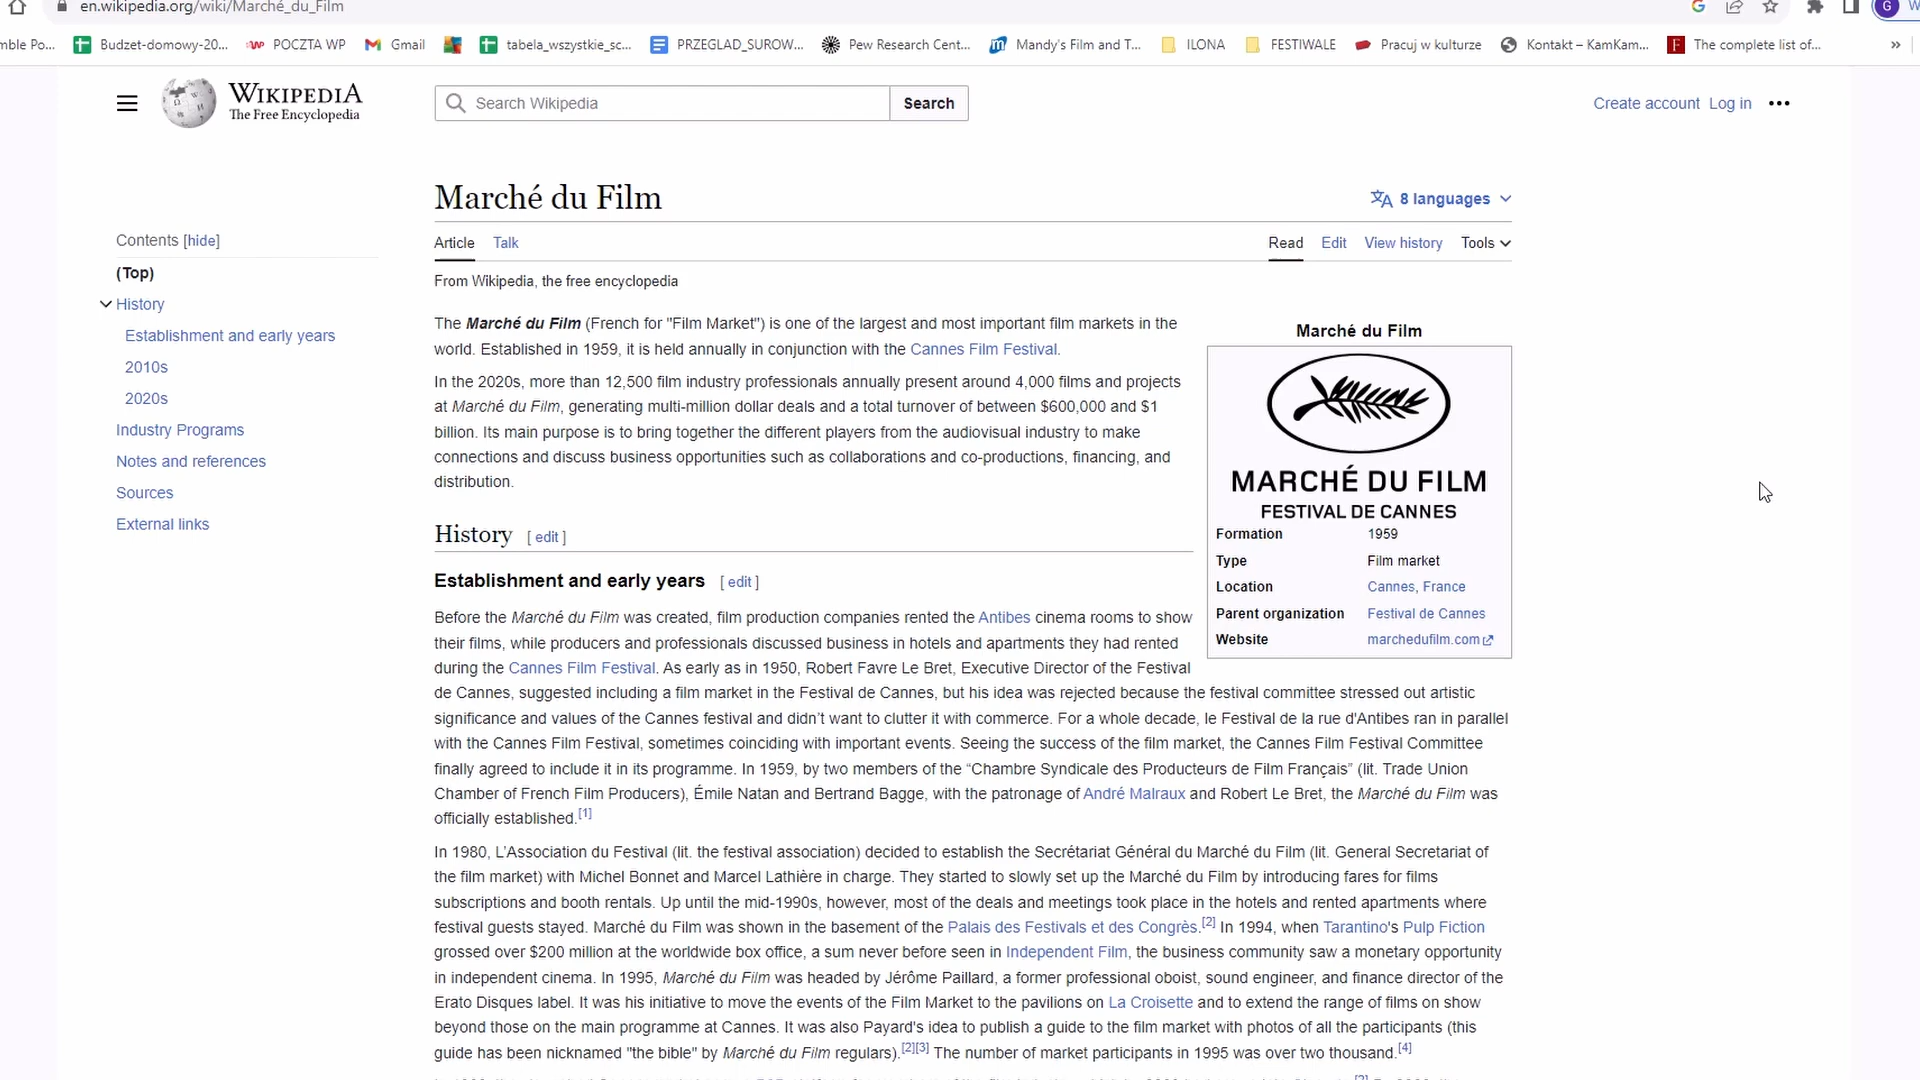 en.wikipedia.org/wiki/Marché_du_Film
G
mble Po... Budzet-domowy-20... POCZTA WP Gmail tabela_wszystkie_sc... PRZEGLAD_SUROW... Pew Research Cent... Mandy's Film and T... ILONA FESTIWALE Pracuj w kulturze Kontakt – KamKam... The complete list of... »
WIKIPEDIA
The Free Encyclopedia
Search Wikipedia Search
Create account Log in
Marché du Film
8 languages
Article Talk
Read Edit View history Tools
Contents [hide]
(Top)
History
Establishment and early years
2010s
2020s
Industry Programs
Notes and references
Sources
External links
From Wikipedia, the free encyclopedia
The Marché du Film (French for "Film Market") is one of the largest and most important film markets in the
world. Established in 1959, it is held annually in conjunction with the Cannes Film Festival.
In the 2020s, more than 12,500 film industry professionals annually present around 4,000 films and projects
at Marché du Film, generating multi-million dollar deals and a total turnover of between $600,000 and $1
billion. Its main purpose is to bring together the different players from the audiovisual industry to make
connections and discuss business opportunities such as collaborations and co-productions, financing, and
distribution.
Marché du Film
MARCHÉ DU FILM
FESTIVAL DE CANNES
Formation 1959
Type Film market
Location Cannes, France
Parent organization Festival de Cannes
Website marchedufilm.com
History [ edit ]
Establishment and early years [ edit ]
Before the Marché du Film was created, film production companies rented the Antibes cinema rooms to show
their films, while producers and professionals discussed business in hotels and apartments they had rented
during the Cannes Film Festival. As early as in 1950, Robert Favre Le Bret, Executive Director of the Festival
de Cannes, suggested including a film market in the Festival de Cannes, but his idea was rejected because the festival committee stressed out artistic
significance and values of the Cannes festival and didn't want to clutter it with commerce. For a whole decade, le Festival de la rue d'Antibes ran in parallel
with the Cannes Film Festival, sometimes coinciding with important events. Seeing the success of the film market, the Cannes Film Festival Committee
finally agreed to include it in its programme. In 1959, by two members of the “Chambre Syndicale des Producteurs de Film Français” (lit. Trade Union
Chamber of French Film Producers), Émile Natan and Bertrand Bagge, with the patronage of André Malraux and Robert Le Bret, the Marché du Film was
officially established.[1]
In 1980, L'Association du Festival (lit. the festival association) decided to establish the Secrétariat Général du Marché du Film (lit. General Secretariat of
the film market) with Michel Bonnet and Marcel Lathière in charge. They started to slowly set up the Marché du Film by introducing fares for films
subscriptions and booth rentals. Up until the mid-1990s, however, most of the deals and meetings took place in the hotels and rented apartments where
festival guests stayed. Marché du Film was shown in the basement of the Palais des Festivals et des Congrès.[2] In 1994, when Tarantino's Pulp Fiction
grossed over $200 million at the worldwide box office, a sum never before seen in Independent Film, the business community saw a monetary opportunity
in independent cinema. In 1995, Marché du Film was headed by Jérôme Paillard, a former professional oboist, sound engineer, and finance director of the
Erato Disques label. It was his initiative to move the events of the Film Market to the pavilions on La Croisette and to extend the range of films on show
beyond those on the main programme at Cannes. It was also Payard's idea to publish a guide to the film market with photos of all the participants (this
guide has been nicknamed "the bible" by Marché du Film regulars).[2][3] The number of market participants in 1995 was over two thousand.[4]